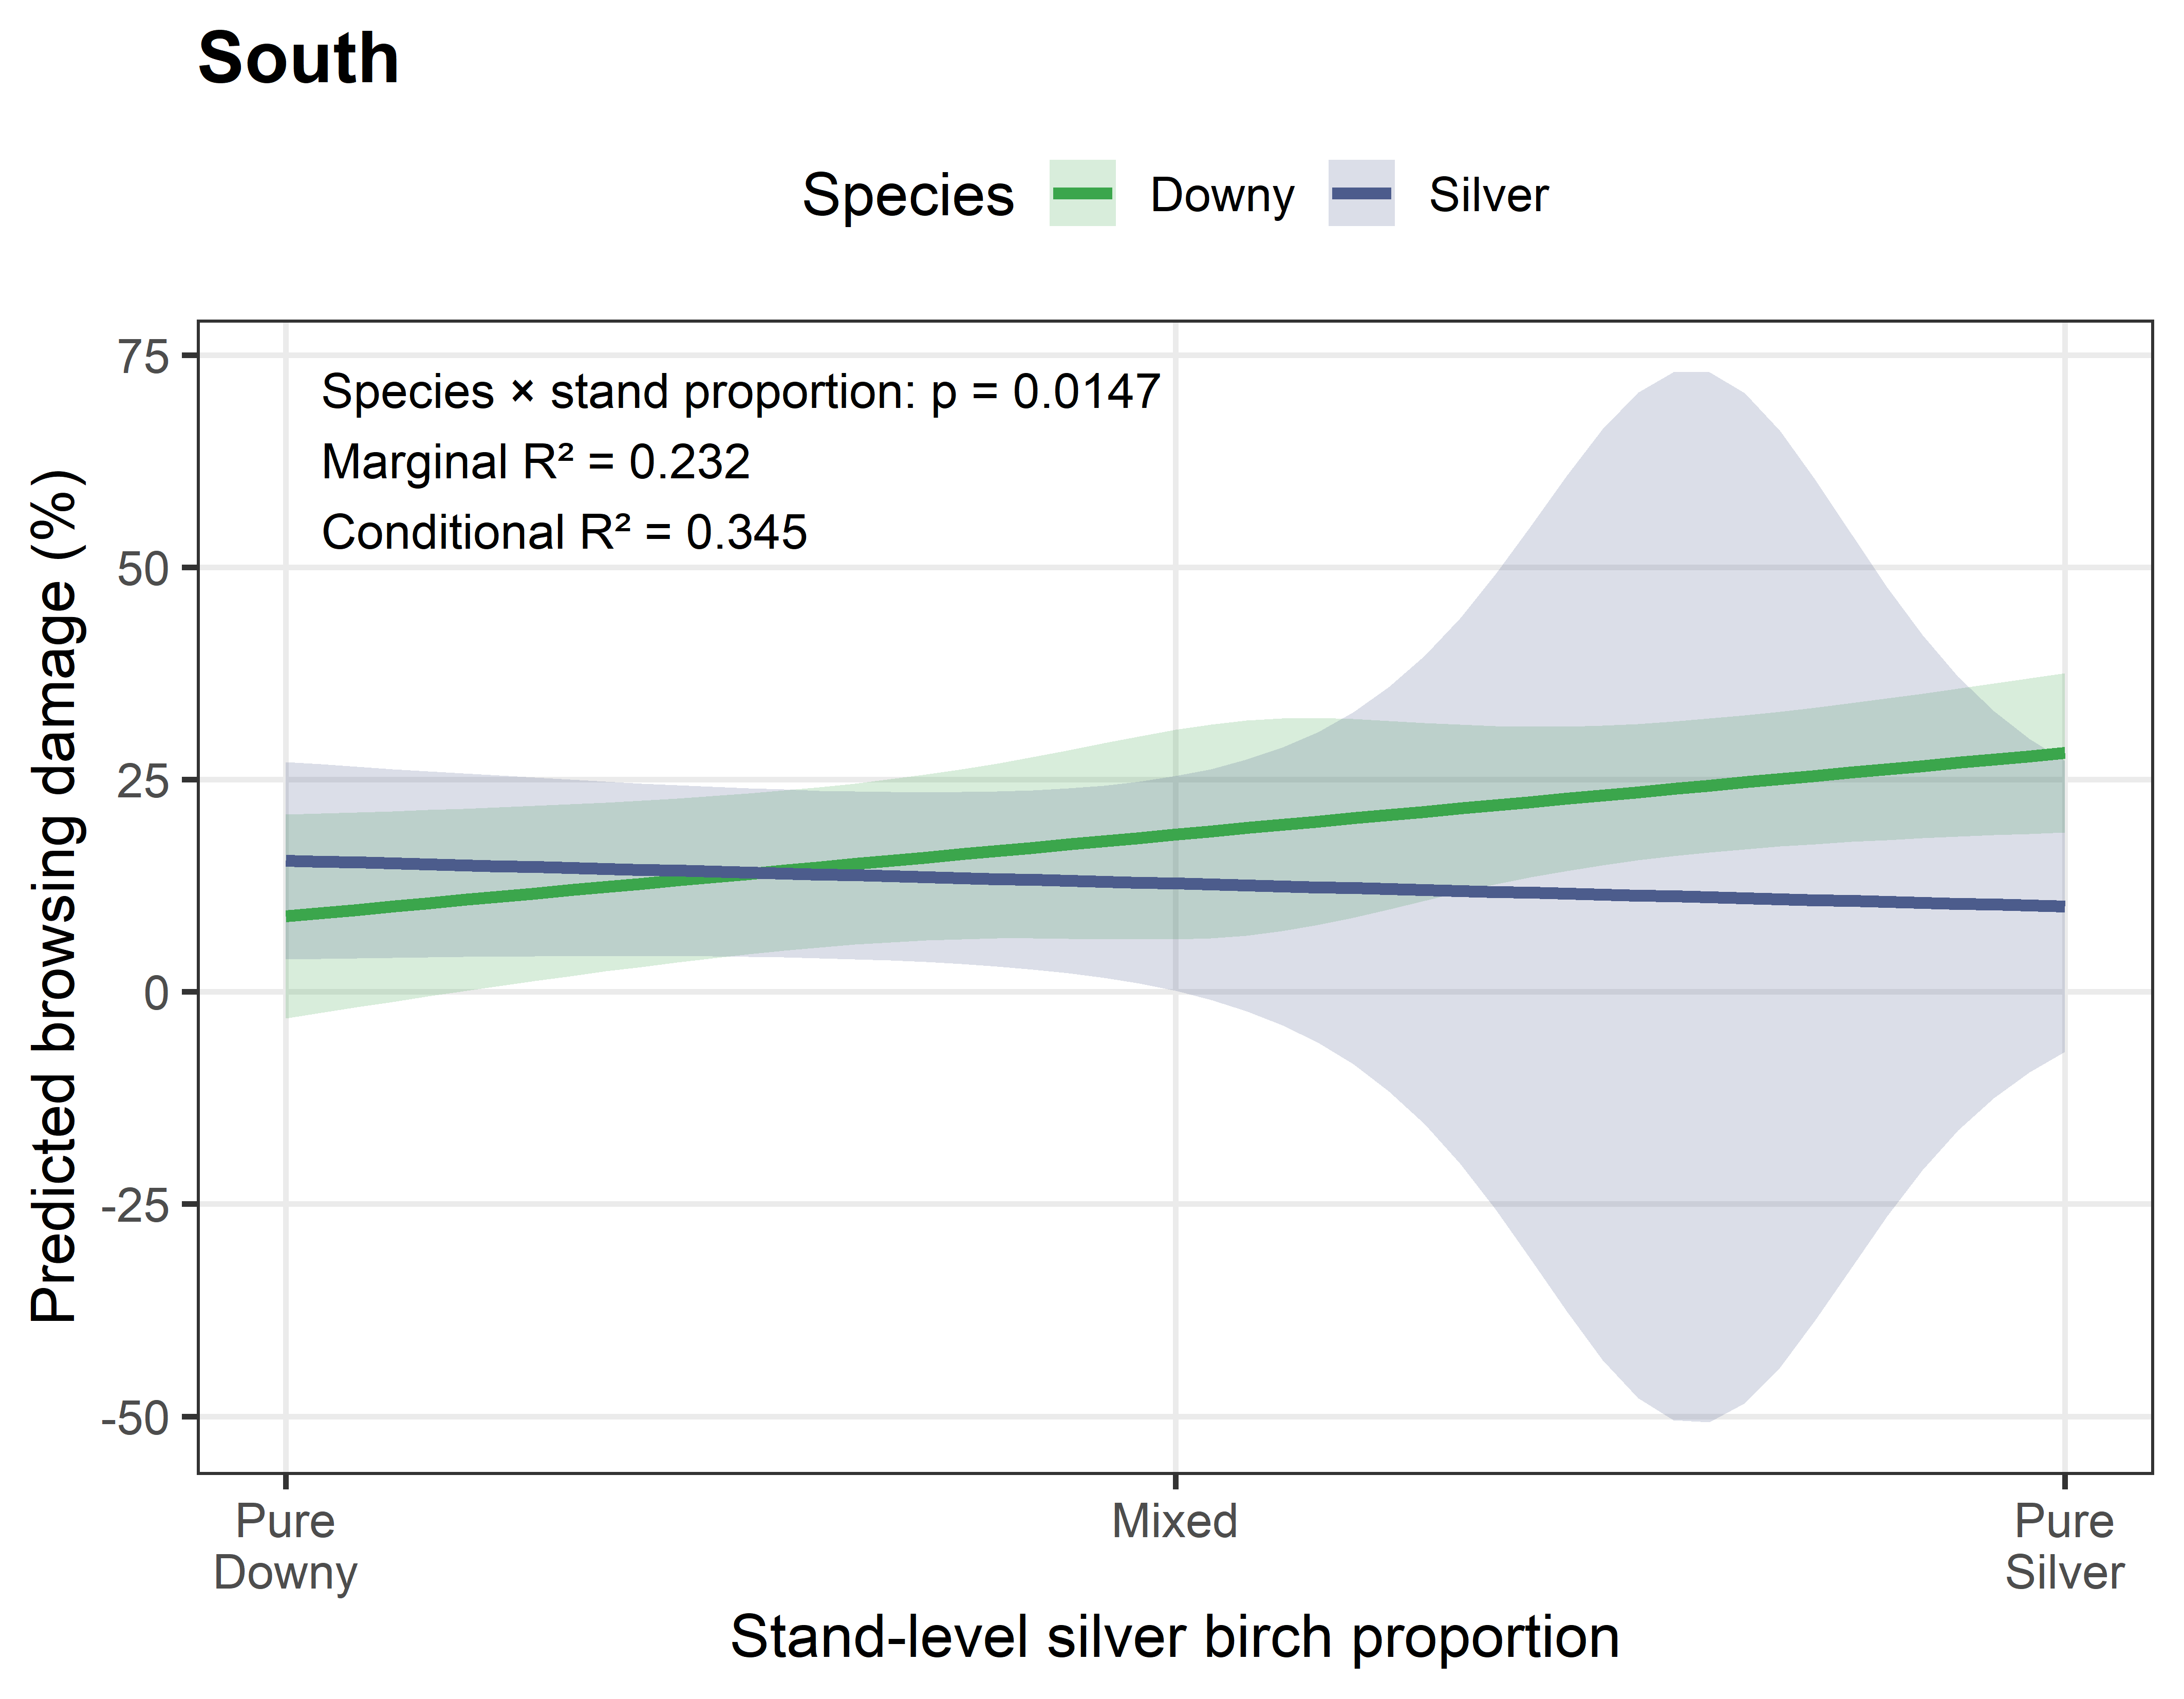 South
Species Downy Silver
Species × stand proportion: p = 0.0147
Marginal R² = 0.232
Conditional R² = 0.345
Predicted browsing damage (%)
75
50
25
0
-25
-50
Pure
Downy
Mixed
Pure
Silver
Stand-level silver birch proportion